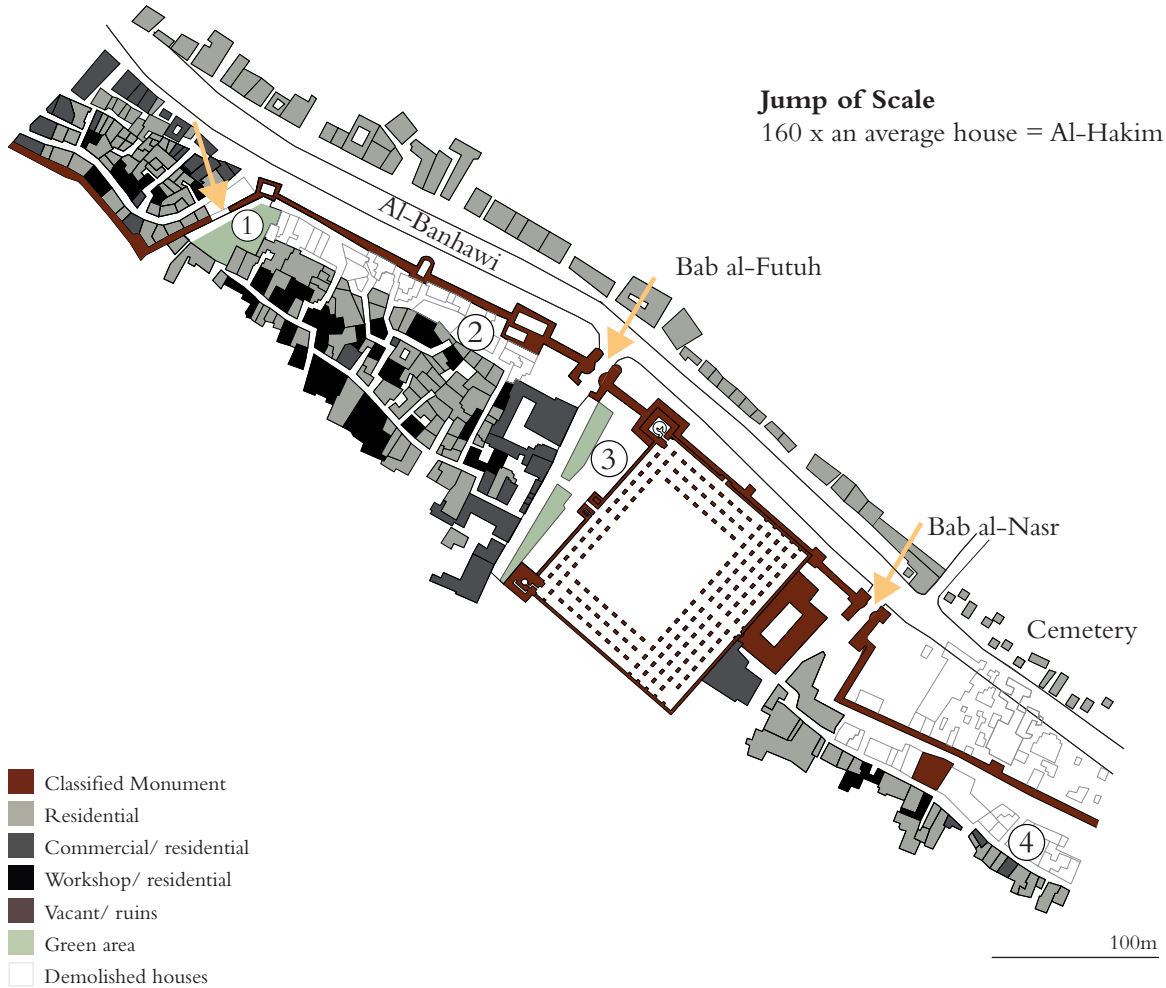 Jump of Scale
160 x an average house = Al-Hakim
1
Al-Banhawi
Bab al-Futuh
2
3
Bab al-Nasr
Cemetery
4
Classified Monument
Residential
Commercial/ residential
Workshop/ residential
Vacant/ ruins
Green area
Demolished houses
100m